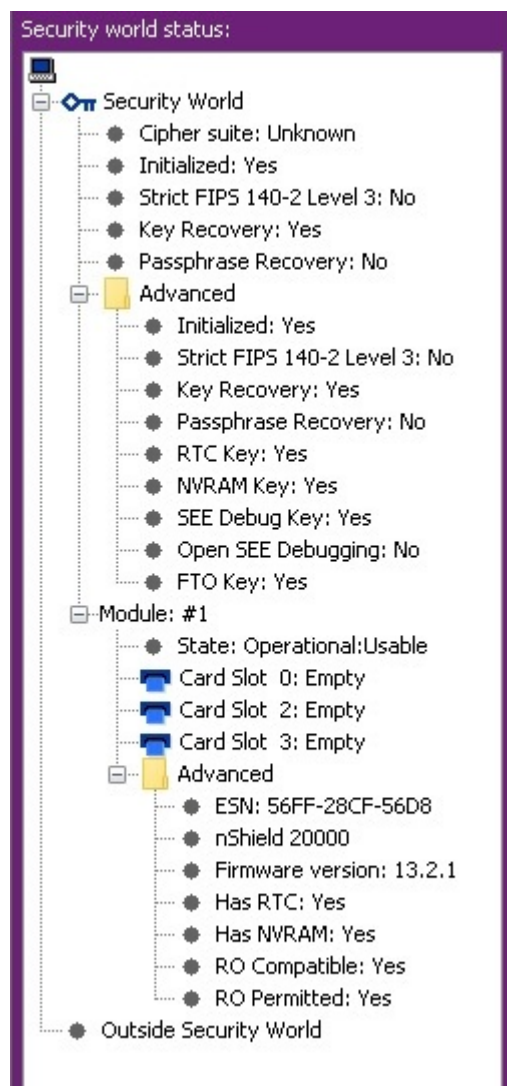 Security world status:
Security World
Cipher suite: Unknown
Initialized: Yes
Strict FIPS 140-2 Level 3: No
Key Recovery: Yes
Passphrase Recovery: No
Advanced
Initialized: Yes
Strict FIPS 140-2 Level 3: No
Key Recovery: Yes
Passphrase Recovery: No
RTC Key: Yes
NVRAM Key: Yes
SEE Debug Key: Yes
Open SEE Debugging: No
FTO Key: Yes
Module: #1
State: Operational:Usable
Card Slot 0: Empty
Card Slot 2: Empty
Card Slot 3: Empty
Advanced
ESN: 56FF-28CF-56D8
nShield 20000
Firmware version: 13.2.1
Has RTC: Yes
Has NVRAM: Yes
RO Compatible: Yes
RO Permitted: Yes
Outside Security World